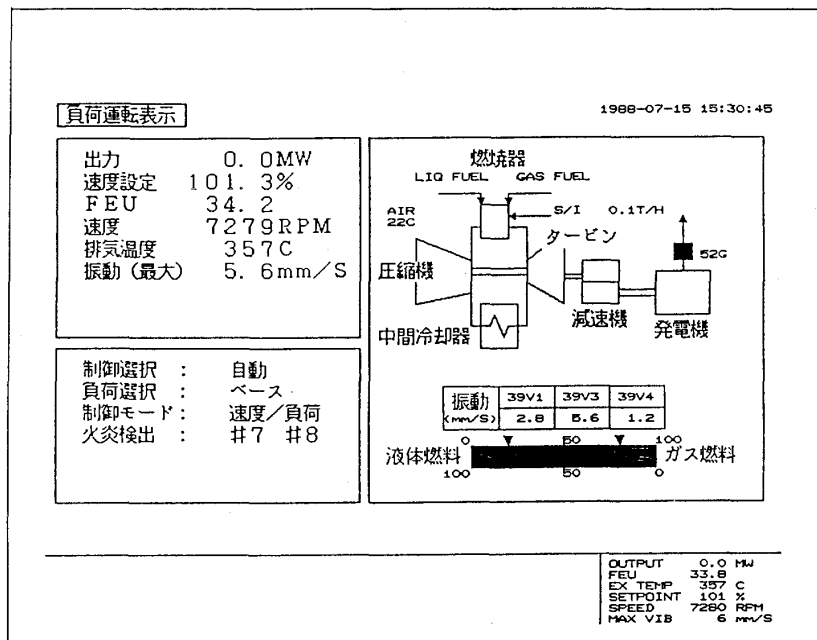 負荷運転表示
1988-07-15 15:30:45
出力 0.0MW
速度設定 101.3%
FEU 34.2
速度 7279RPM
排気温度 357C
振動(最大) 5.6mm/S
制御選択 : 自動
負荷選択 : ベース
制御モード: 速度/負荷
火炎検出 : #7 #8
燃焼器
LIQ FUEL GAS FUEL
AIR
22C
S/I 0.1T/H
タービン
52G
圧縮機
減速機
発電機
中間冷却器
振動 39V1 39V3 39V4
(mm/S) 2.8 5.6 1.2
0 50 100
液体燃料 ガス燃料
100 50 0
OUTPUT 0.0 MW
FEU 33.8
EX TEMP 357 C
SETPOINT 101 %
SPEED 7280 RPM
MAX VIB 6 mm/S